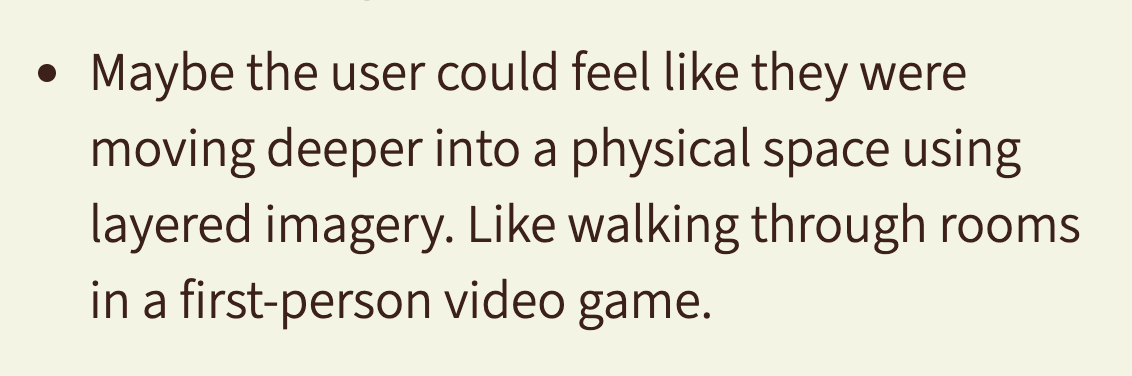 • Maybe the user could feel like they were
moving deeper into a physical space using
layered imagery. Like walking through rooms
in a first-person video game.